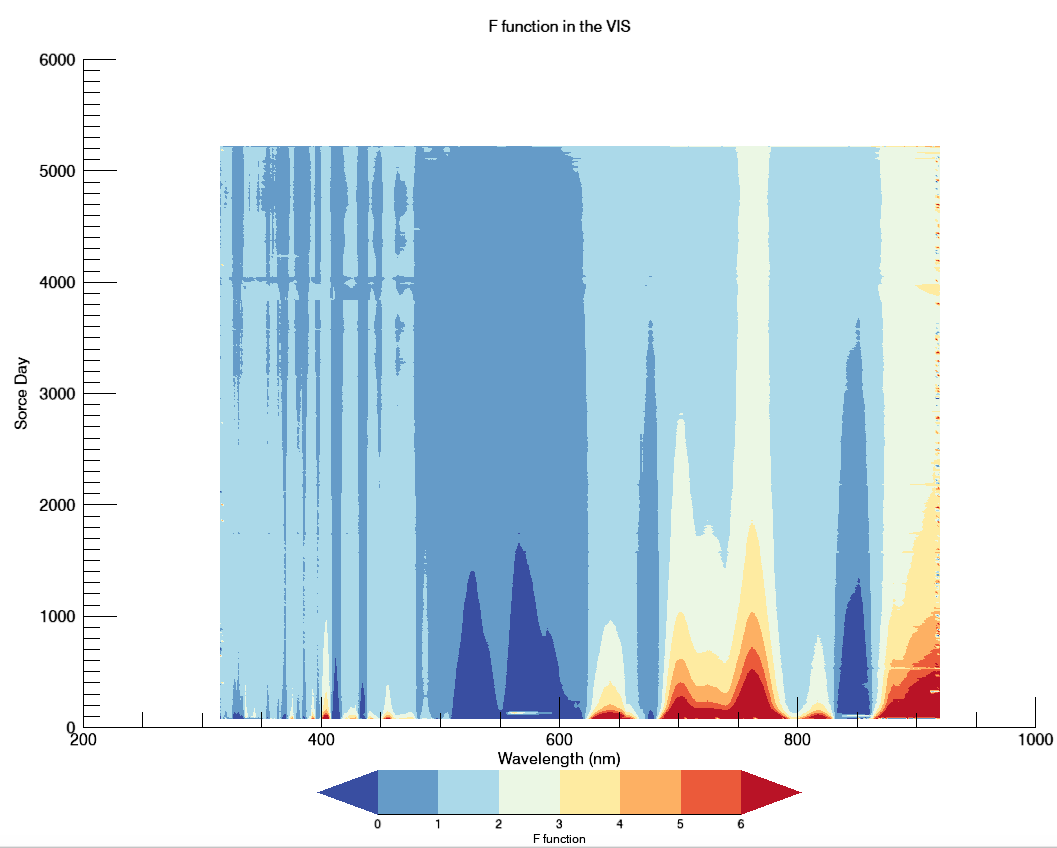 F function in the VIS
6000
5000
4000
3000
2000
1000
0
Sorce Day
200 400 600 800 1000
Wavelength (nm)
0 1 2 3 4 5 6
F function